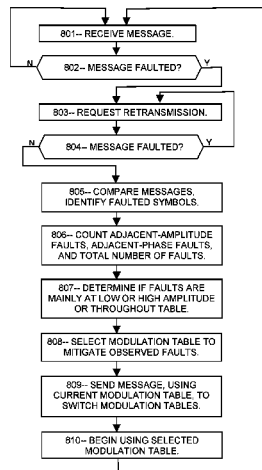 801-- RECEIVE MESSAGE.
N
802-- MESSAGE FAULTED?
Y
803-- REQUEST RETRANSMISSION.
N
804-- MESSAGE FAULTED?
Y
805-- COMPARE MESSAGES,
IDENTIFY FAULTED SYMBOLS.
806-- COUNT ADJACENT-AMPLITUDE
FAULTS, ADJACENT-PHASE FAULTS,
AND TOTAL NUMBER OF FAULTS.
807-- DETERMINE IF FAULTS ARE
MAINLY AT LOW OR HIGH AMPLITUDE
OR THROUGHOUT TABLE.
808-- SELECT MODULATION TABLE TO
MITIGATE OBSERVED FAULTS.
809-- SEND MESSAGE, USING
CURRENT MODULATION TABLE, TO
SWITCH MODULATION TABLES.
810-- BEGIN USING SELECTED
MODULATION TABLE.